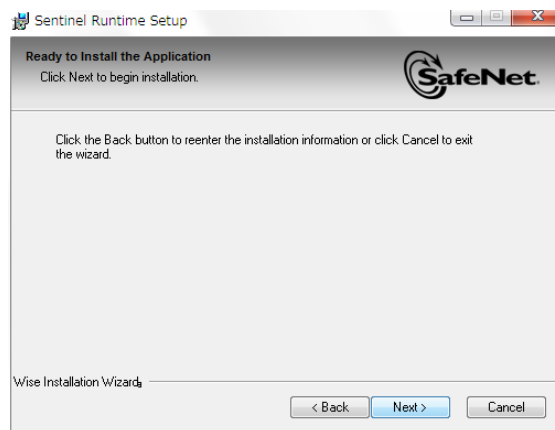 Sentinel Runtime Setup
Ready to Install the Application
Click Next to begin installation.
SafeNet.
Click the Back button to reenter the installation information or click Cancel to exit
the wizard.
Wise Installation Wizard
< Back
Next >
Cancel